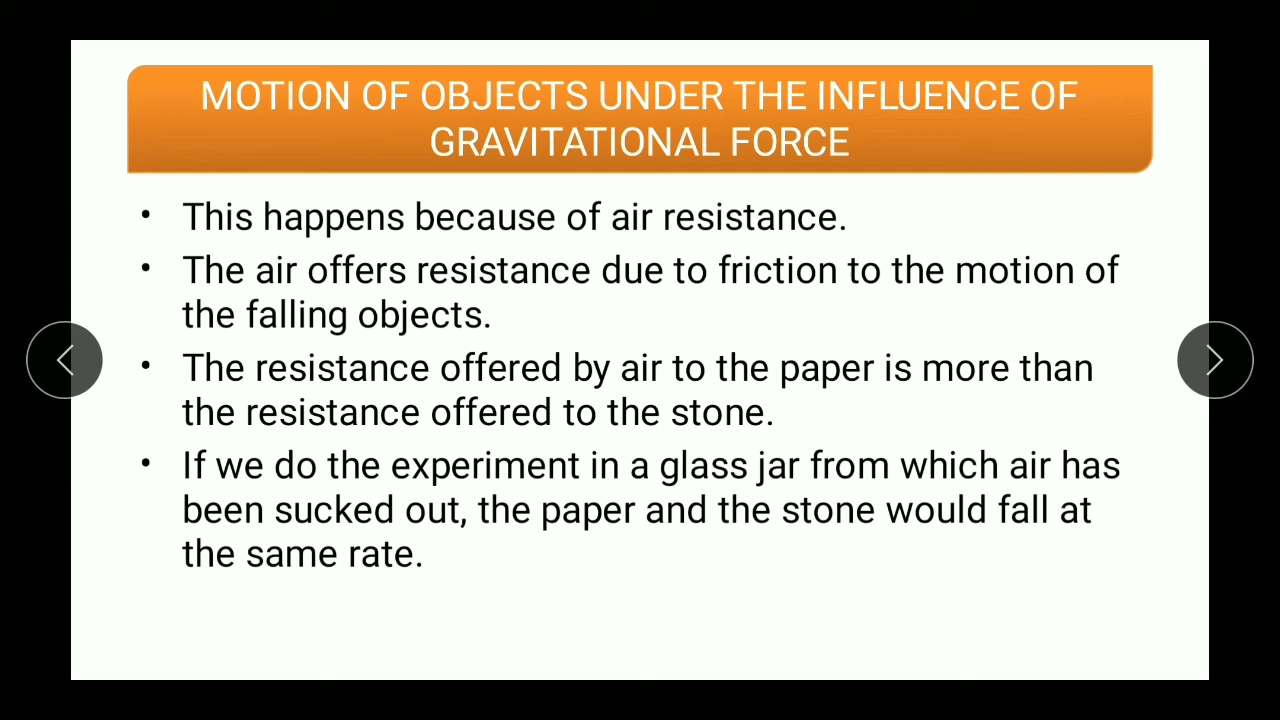 MOTION OF OBJECTS UNDER THE INFLUENCE OF
GRAVITATIONAL FORCE
• This happens because of air resistance.
• The air offers resistance due to friction to the motion of
the falling objects.
• The resistance offered by air to the paper is more than
the resistance offered to the stone.
• If we do the experiment in a glass jar from which air has
been sucked out, the paper and the stone would fall at
the same rate.